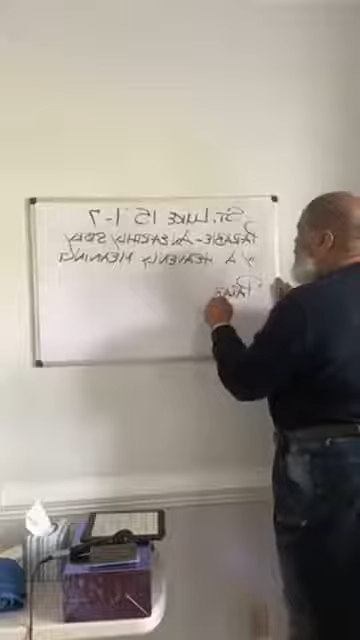 St. Luke 15:1-7
Parable-An Earthly Story
w/ A Heavenly Meaning